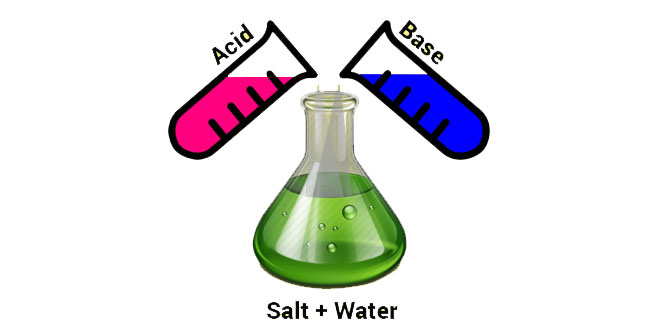 Acid
Base
Salt + Water